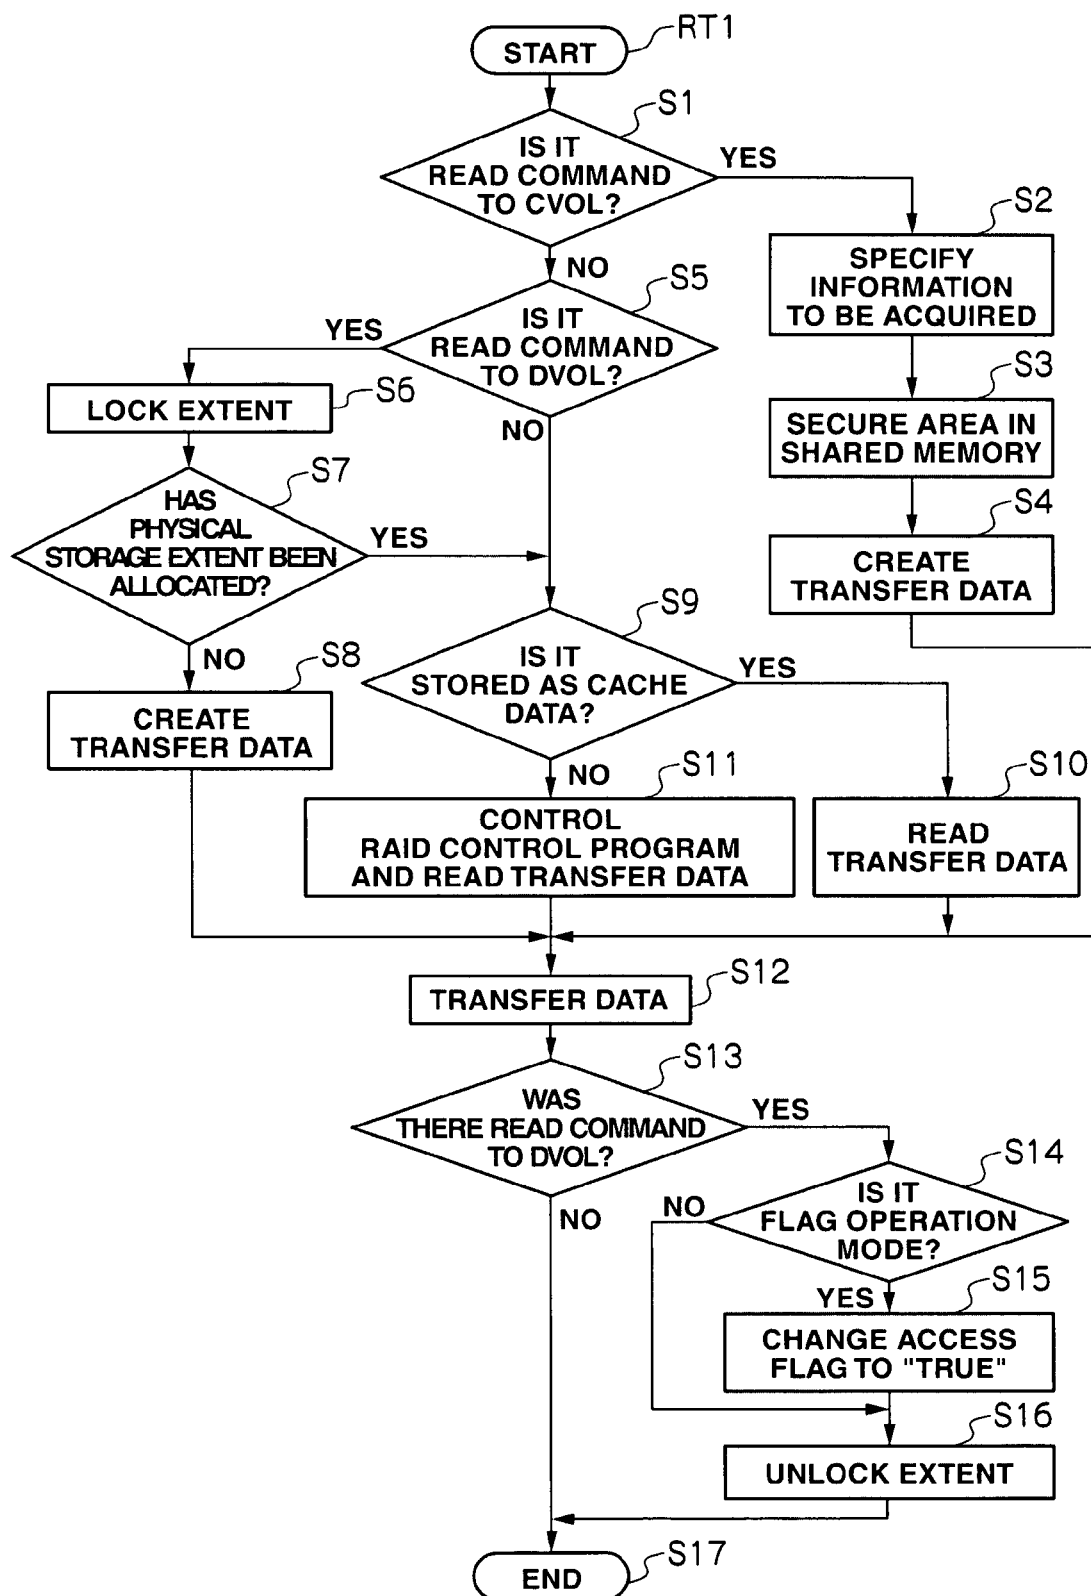 RT1
START
S1
IS IT
READ COMMAND
TO CVOL?
YES
NO
S2
SPECIFY
INFORMATION
TO BE ACQUIRED
S3
SECURE AREA IN
SHARED MEMORY
S4
CREATE
TRANSFER DATA
S5
IS IT
READ COMMAND
TO DVOL?
YES
NO
S6
LOCK EXTENT
S7
HAS
PHYSICAL
STORAGE EXTENT BEEN
ALLOCATED?
YES
NO
S8
CREATE
TRANSFER DATA
S9
IS IT
STORED AS CACHE
DATA?
YES
NO
S10
READ
TRANSFER DATA
S11
CONTROL
RAID CONTROL PROGRAM
AND READ TRANSFER DATA
S12
TRANSFER DATA
S13
WAS
THERE READ COMMAND
TO DVOL?
YES
NO
S14
IS IT
FLAG OPERATION
MODE?
NO
YES
S15
CHANGE ACCESS
FLAG TO "TRUE"
S16
UNLOCK EXTENT
S17
END